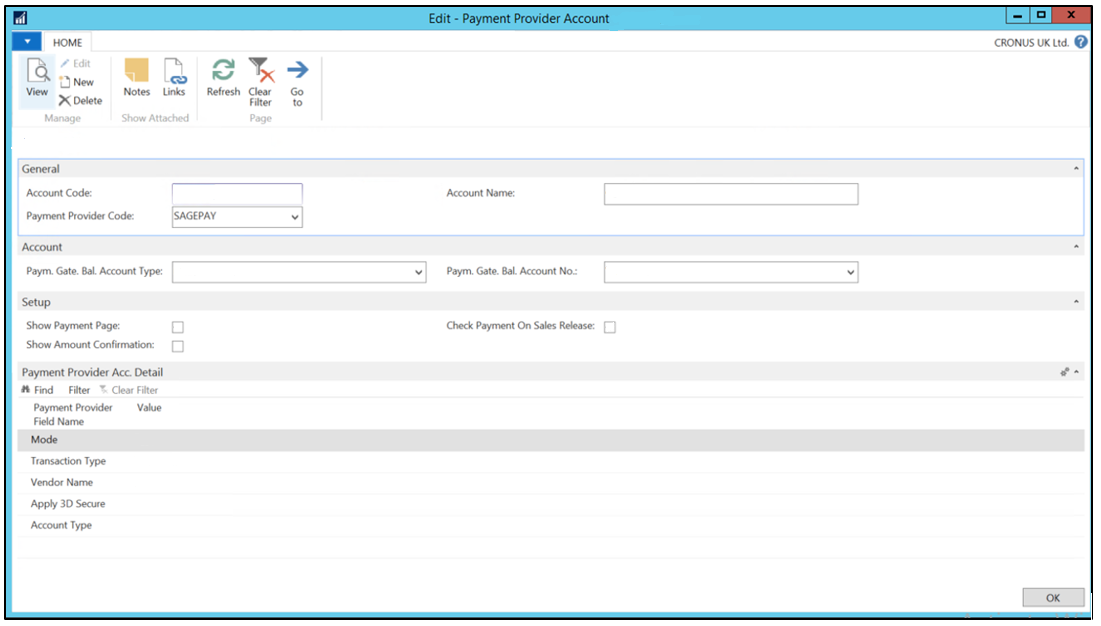 Edit - Payment Provider Account
X
HOME
CRONUS UK Ltd. ?
View
Edit
New
Delete
Manage
Notes
Links
Show Attached
Refresh
Clear
Filter
Go
to
Page
General
Account Code:
Account Name:
Payment Provider Code: SAGEPAY
Account
Paym. Gate. Bal. Account Type:
Paym. Gate. Bal. Account No.:
Setup
Show Payment Page:
Check Payment On Sales Release:
Show Amount Confirmation:
Payment Provider Acc. Detail
Find Filter Clear Filter
Payment Provider Value
Field Name
Mode
Transaction Type
Vendor Name
Apply 3D Secure
Account Type
OK